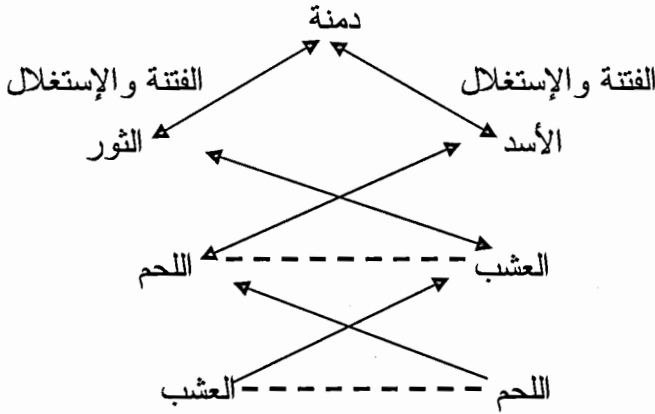 دمنة
الفتنة والإستغلال الفتنة والإستغلال
الأسد الثور
العشب اللحم
اللحم العشب